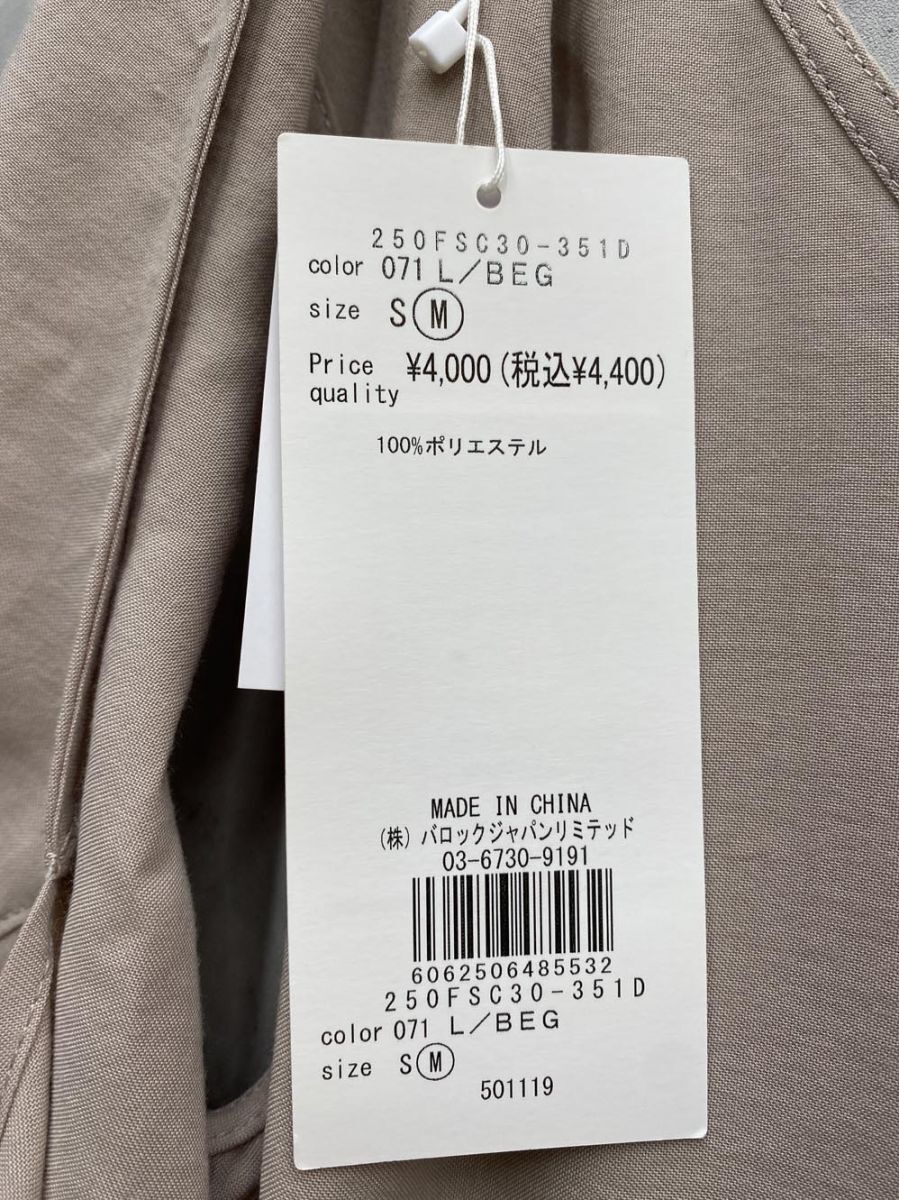 250FSC30-351D
color 071 L/BEG
size S M
Price ¥4,000(税込¥4,400)
quality
100%ポリエステル
MADE IN CHINA
(株)バロックジャパンリミテッド
03-6730-9191
6062506485532
250FSC30-351D
color 071 L/BEG
size S M
501119